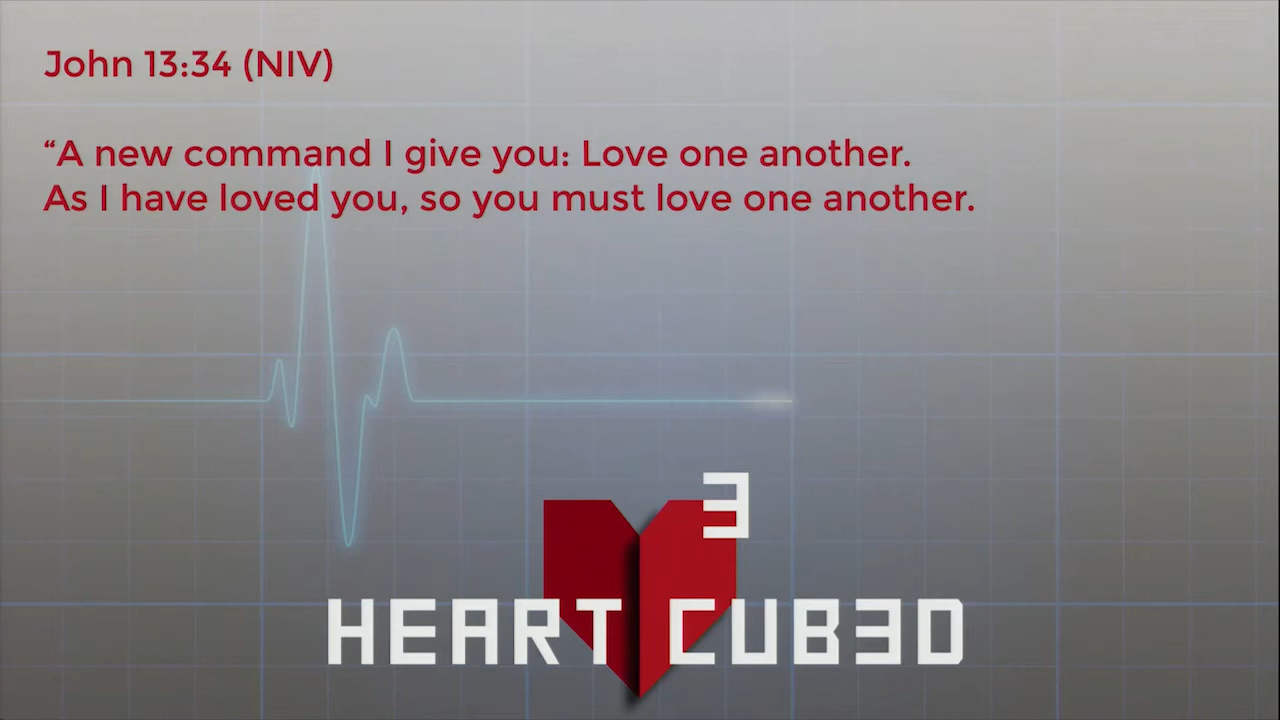 John 13:34 (NIV)
“A new command I give you: Love one another.
As I have loved you, so you must love one another.
3
HEART CUB3D